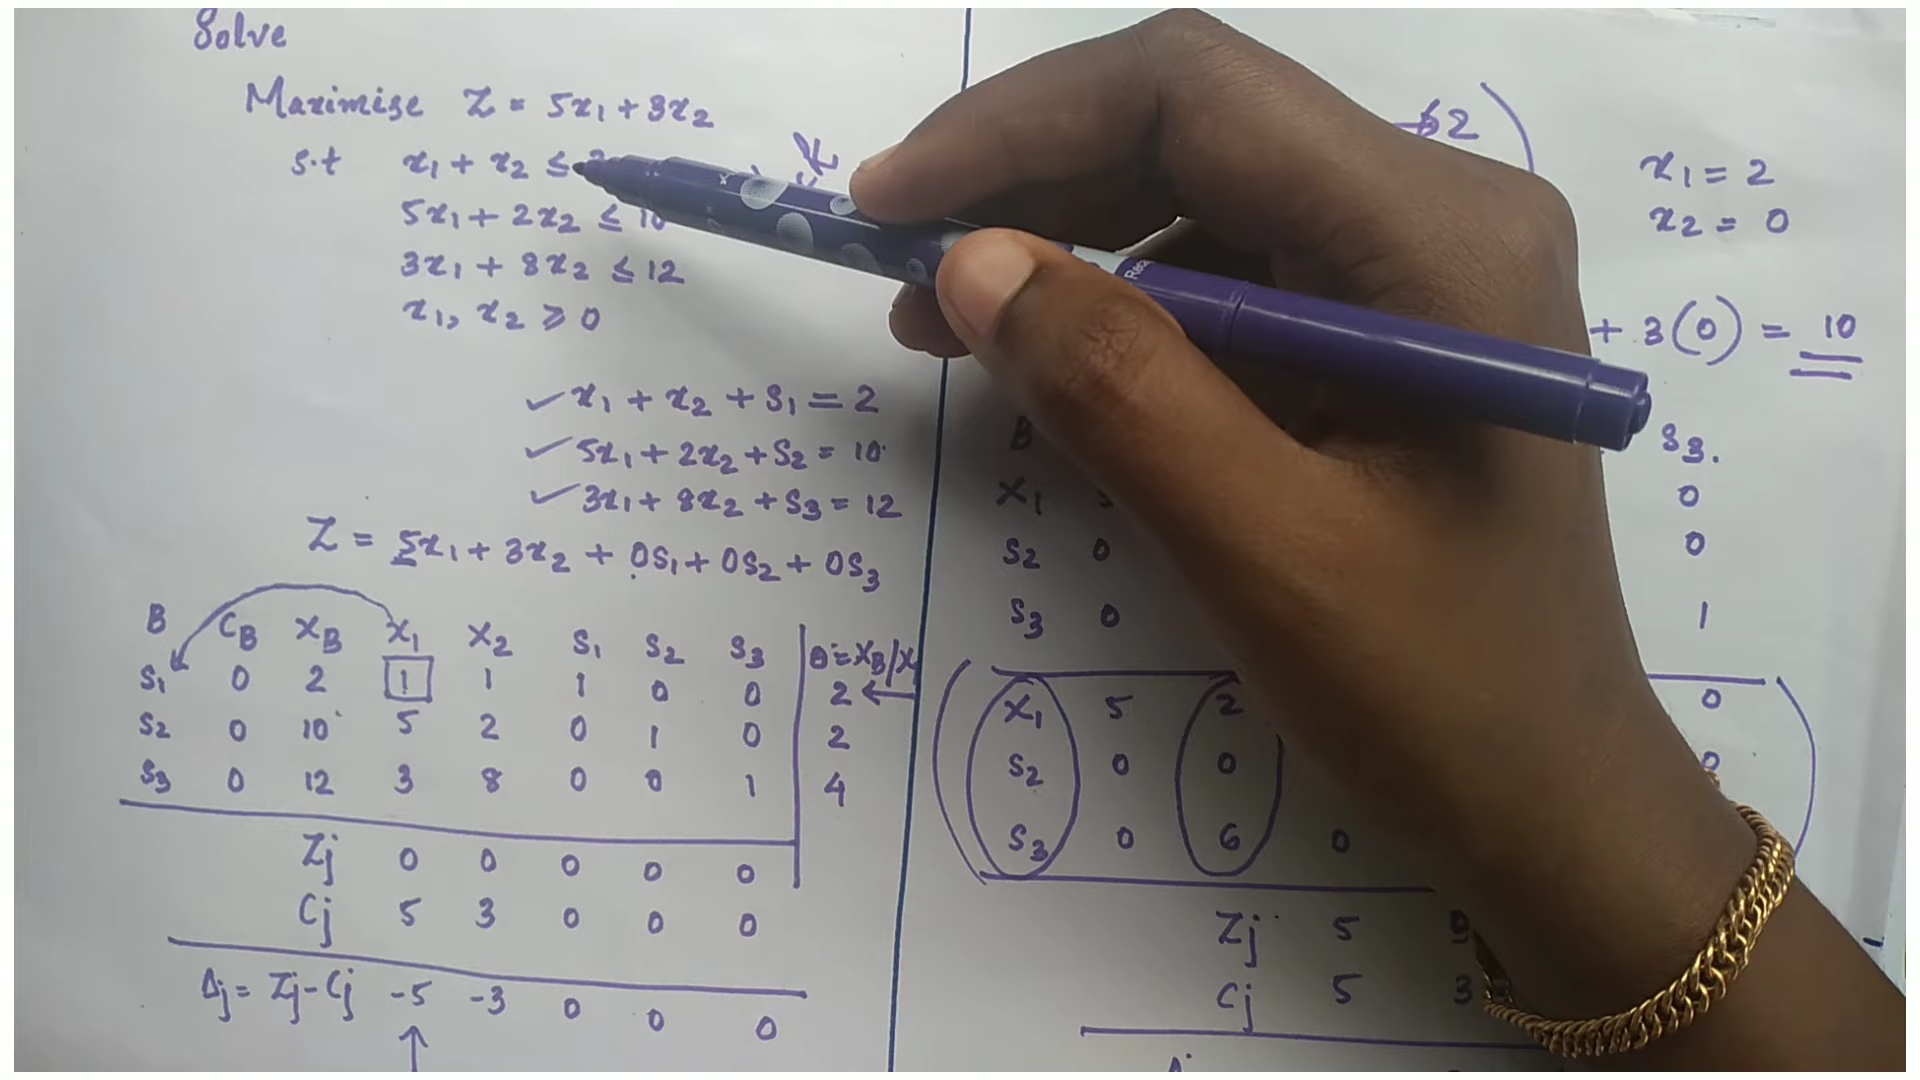 Solve
Maximize Z = 5x₁ + 3x₂
s.t x₁ + x₂ ≤
5x₁ + 2x₂ ≤ 10
3x₁ + 8x₂ ≤ 12
x₁, x₂ ≥ 0
✓ x₁ + x₂ + S₁ = 2
✓ 5x₁ + 2x₂ + S₂ = 10
✓ 3x₁ + 8x₂ + S₃ = 12
Z = 5x₁ + 3x₂ + 0S₁ + 0S₂ + 0S₃
B C_B X_B X₁ X₂ S₁ S₂ S₃ θ = X_B/X
S₁ 0 2 1 1 1 0 0 2 ←
S₂ 0 10 5 2 0 1 0 2
S₃ 0 12 3 8 0 0 1 4
Zj 0 0 0 0 0
Cj 5 3 0 0 0
Δj = Zj - Cj -5 -3 0 0 0
↑
x₁ = 2
x₂ = 0
+ 3(0) = 10
B S₃.
X₁ 0
S₂ 0 0
S₃ 0 1
X₁ 5 2 0
S₂ 0 0 0
S₃ 0 6 0
Zj 5
Cj 5 3